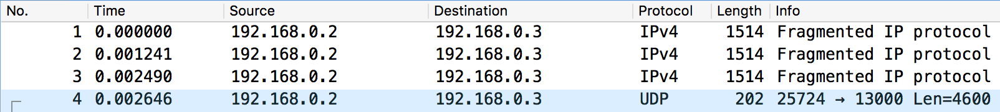 No. Time Source Destination Protocol Length Info
1 0.000000 192.168.0.2 192.168.0.3 IPv4 1514 Fragmented IP protocol
2 0.001241 192.168.0.2 192.168.0.3 IPv4 1514 Fragmented IP protocol
3 0.002490 192.168.0.2 192.168.0.3 IPv4 1514 Fragmented IP protocol
4 0.002646 192.168.0.2 192.168.0.3 UDP 202 25724 → 13000 Len=4600